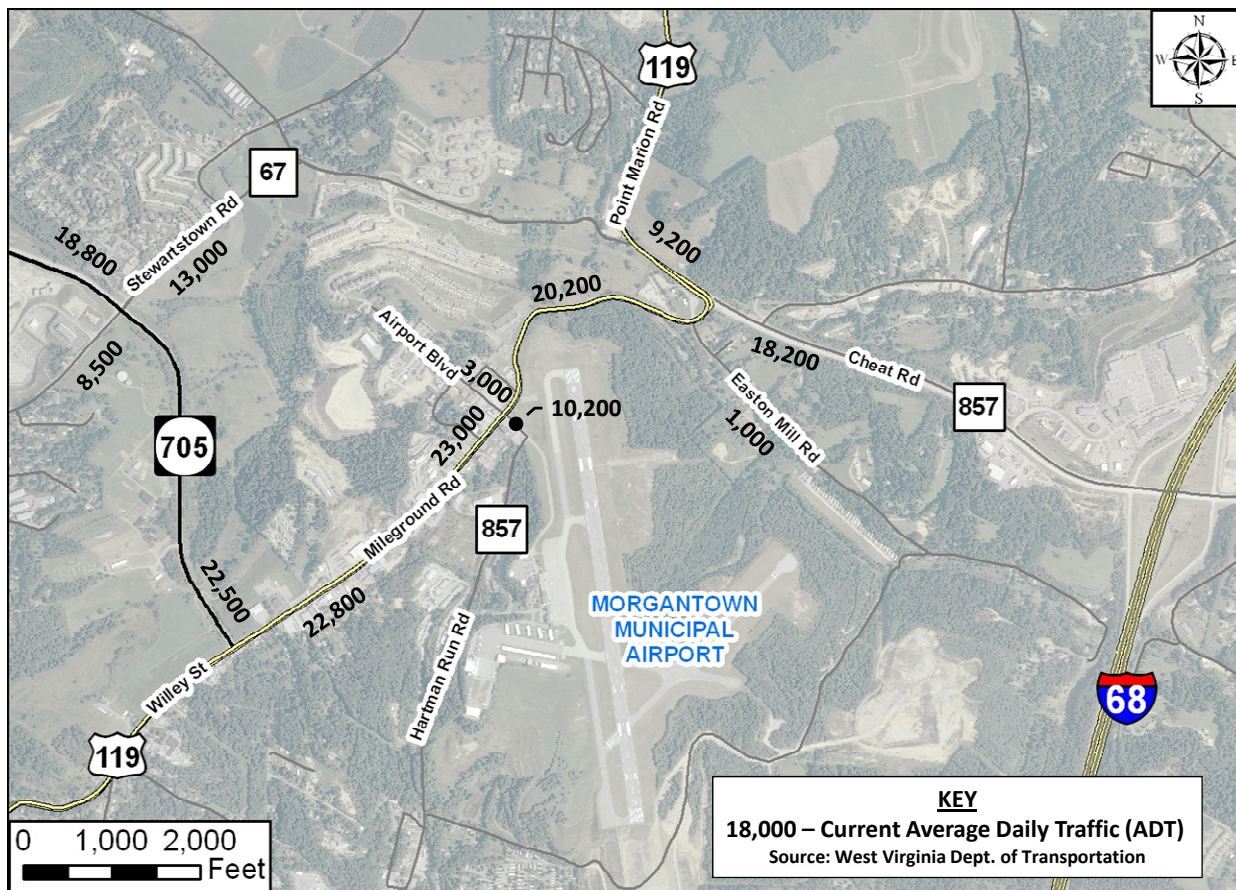 119
N
W E
S
Point Marion Rd
67
Stewartstown Rd
18,800
13,000
9,200
20,200
Airport Blvd
3,000
8,500
18,200
Cheat Rd
Easton Mill Rd
1,000
857
10,200
23,000
705
Mileground Rd
857
22,500
22,800
MORGANTOWN
MUNICIPAL
AIRPORT
Hartman Run Rd
Willey St
68
119
KEY
18,000 – Current Average Daily Traffic (ADT)
Source: West Virginia Dept. of Transportation
0 1,000 2,000
Feet